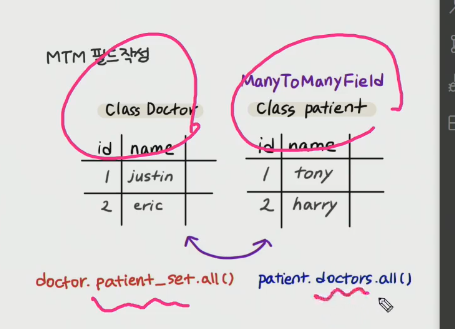 MTM 필드작성
ManyToManyField
Class Doctor
Class patient
id name
1 justin
2 eric
id name
1 tony
2 harry
doctor. patient_set.all()
patient. doctors.all()